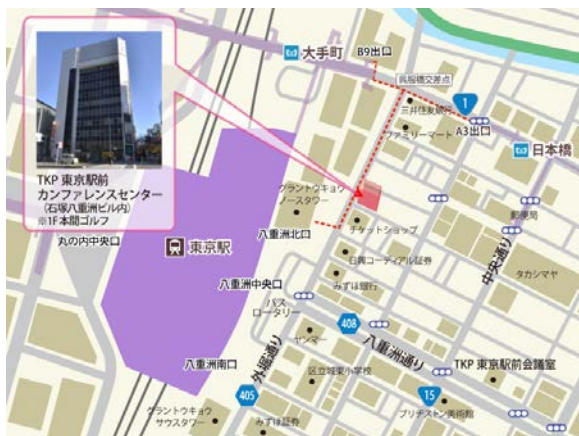 大手町
B9出口
呉服橋交差点
1
三井住友銀行
ファミリーマート
A3出口
日本橋
TKP 東京駅前
カンファレンスセンター
(石塚八重洲ビル内)
※1F 本間ゴルフ
丸の内中央口
グラントウキョウ
ノースタワー
八重洲北口
東京駅
チケットショップ
日興コーディアル証券
みずほ銀行
郵便局
中央通り
タカシマヤ
八重洲中央口
バス
ロータリー
408
八重洲通り
ヤンマー
外堀通り
TKP 東京駅前会議室
八重洲南口
区立城東小学校
405
15
ブリヂストン美術館
グラントウキョウ
サウスタワー
みずほ証券